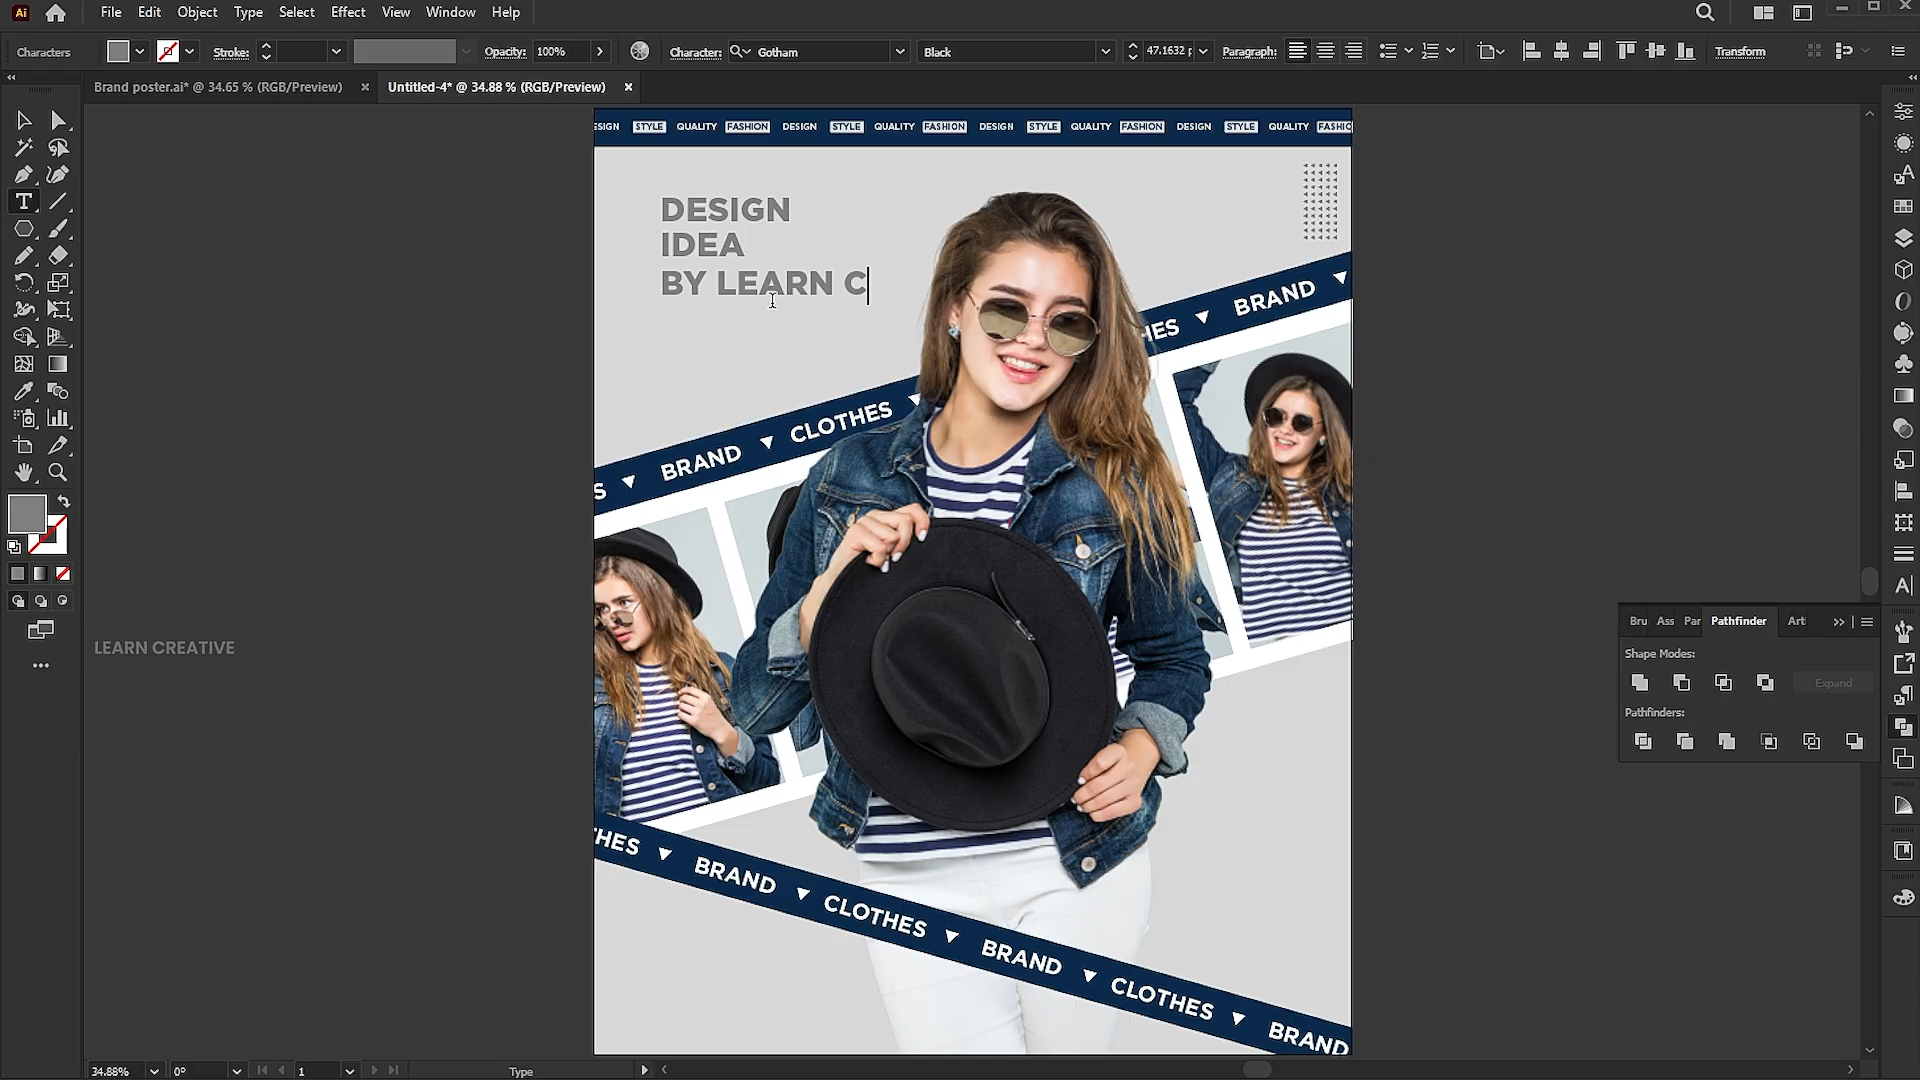 Ai File Edit Object Type Select Effect View Window Help
Characters Stroke: Opacity: 100% Character: Gotham Black 47.1632 p Paragraph: Transform
Brand poster.ai* @ 34.65 % (RGB/Preview) × Untitled-4* @ 34.88 % (RGB/Preview) ×
ESIGN STYLE QUALITY FASHION DESIGN STYLE QUALITY FASHION DESIGN STYLE QUALITY FASHION DESIGN STYLE QUALITY FASHIO
DESIGN
IDEA
BY LEARN C
S BRAND CLOTHES HES BRAND
LEARN CREATIVE
Bru Ass Par Pathfinder Art
Shape Modes:
Expand
Pathfinders:
THES BRAND CLOTHES BRAND CLOTHES BRAND
34.88% 0° 1 Type